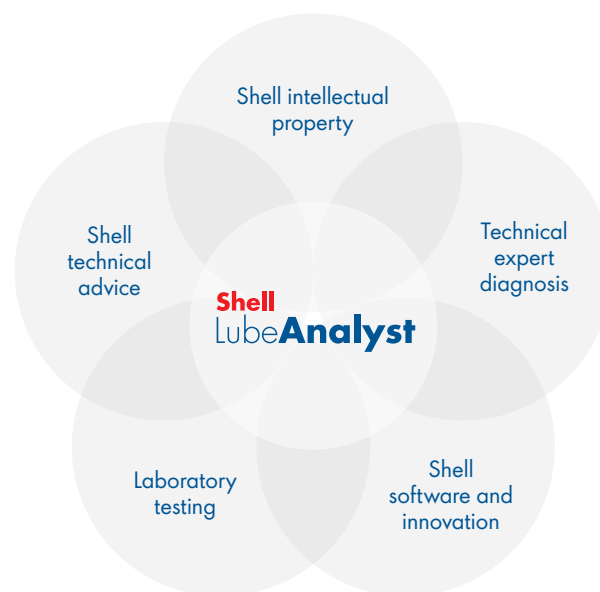 Shell intellectual
property
Shell
technical
advice
Technical
expert
diagnosis
Shell
LubeAnalyst
Laboratory
testing
Shell
software and
innovation